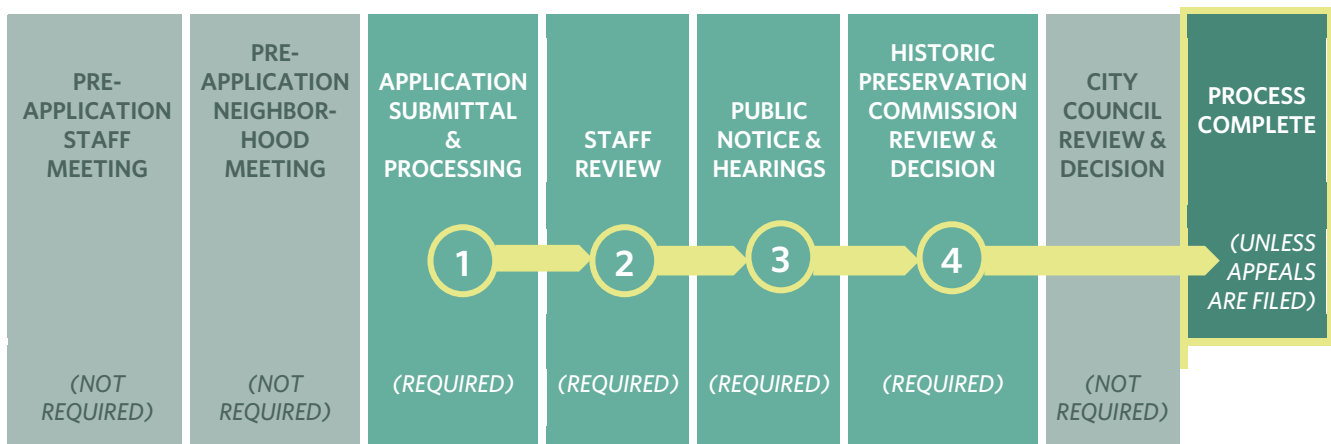 PRE-
APPLICATION
STAFF
MEETING
(NOT
REQUIRED)
PRE-
APPLICATION
NEIGHBOR-
HOOD
MEETING
(NOT
REQUIRED)
APPLICATION
SUBMITTAL
&
PROCESSING
1
(REQUIRED)
STAFF
REVIEW
2
(REQUIRED)
PUBLIC
NOTICE &
HEARINGS
3
(REQUIRED)
HISTORIC
PRESERVATION
COMMISSION
REVIEW &
DECISION
4
(REQUIRED)
CITY
COUNCIL
REVIEW &
DECISION
(NOT
REQUIRED)
PROCESS
COMPLETE
(UNLESS
APPEALS
ARE FILED)